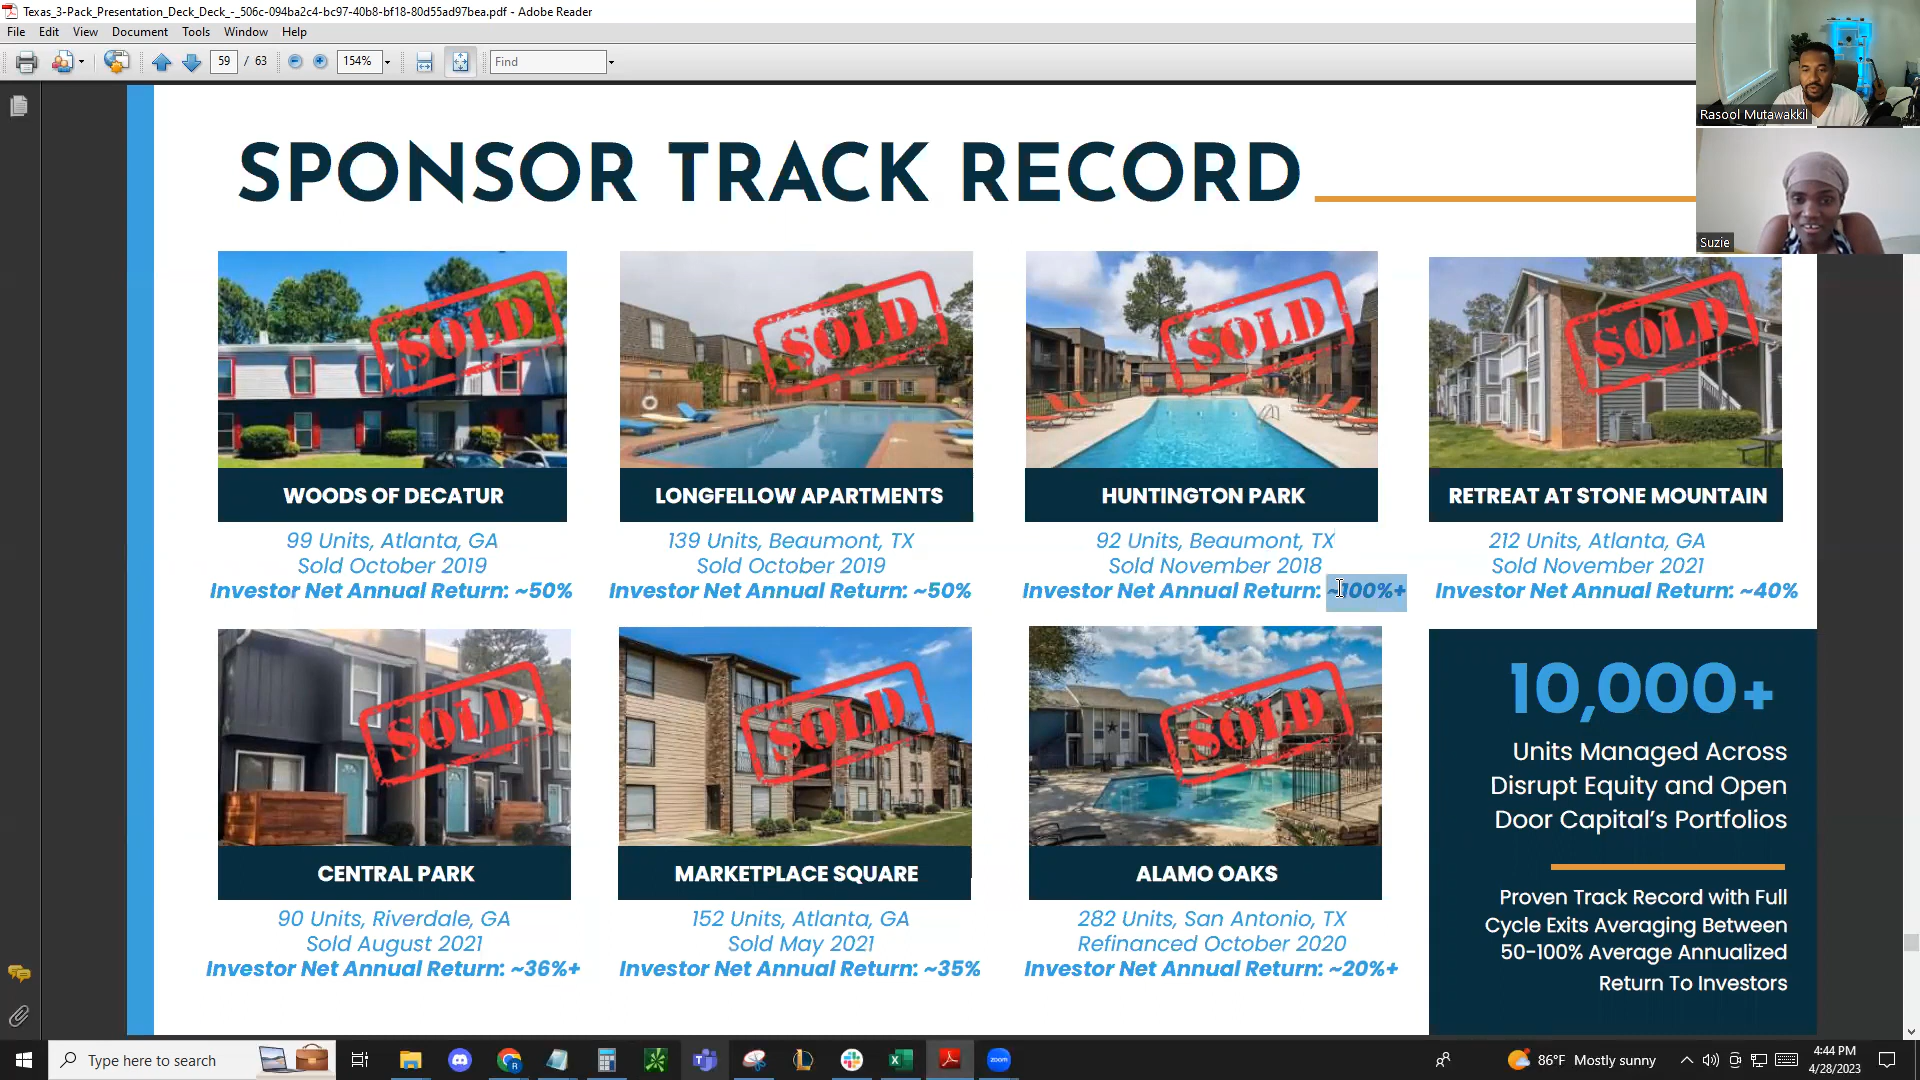 Texas_3-Pack_Presentation_Deck_Deck_-_506c-094ba2c4-bc97-40b8-bf18-80d55ad97bea.pdf - Adobe Reader
File Edit View Document Tools Window Help
59 / 63 154% Find
Rasool Mutawakkil
Suzie
SPONSOR TRACK RECORD
SOLD
SOLD
SOLD
SOLD
WOODS OF DECATUR
99 Units, Atlanta, GA
Sold October 2019
Investor Net Annual Return: ~50%
LONGFELLOW APARTMENTS
139 Units, Beaumont, TX
Sold October 2019
Investor Net Annual Return: ~50%
HUNTINGTON PARK
92 Units, Beaumont, TX
Sold November 2018
Investor Net Annual Return: ~100%+
RETREAT AT STONE MOUNTAIN
212 Units, Atlanta, GA
Sold November 2021
Investor Net Annual Return: ~40%
SOLD
SOLD
SOLD
CENTRAL PARK
90 Units, Riverdale, GA
Sold August 2021
Investor Net Annual Return: ~36%+
MARKETPLACE SQUARE
152 Units, Atlanta, GA
Sold May 2021
Investor Net Annual Return: ~35%
ALAMO OAKS
282 Units, San Antonio, TX
Refinanced October 2020
Investor Net Annual Return: ~20%+
10,000+
Units Managed Across
Disrupt Equity and Open
Door Capital's Portfolios
Proven Track Record with Full
Cycle Exits Averaging Between
50-100% Average Annualized
Return To Investors
Type here to search
zoom
86°F Mostly sunny
4:44 PM
4/28/2023